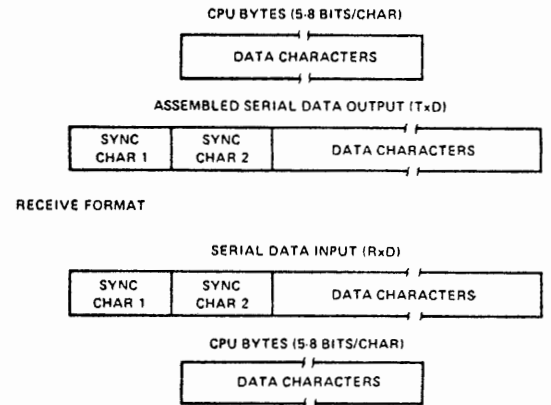 CPU BYTES (5-8 BITS/CHAR)
DATA CHARACTERS
ASSEMBLED SERIAL DATA OUTPUT (TxD)
SYNC CHAR 1
SYNC CHAR 2
DATA CHARACTERS
RECEIVE FORMAT
SERIAL DATA INPUT (RxD)
SYNC CHAR 1
SYNC CHAR 2
DATA CHARACTERS
CPU BYTES (5-8 BITS/CHAR)
DATA CHARACTERS